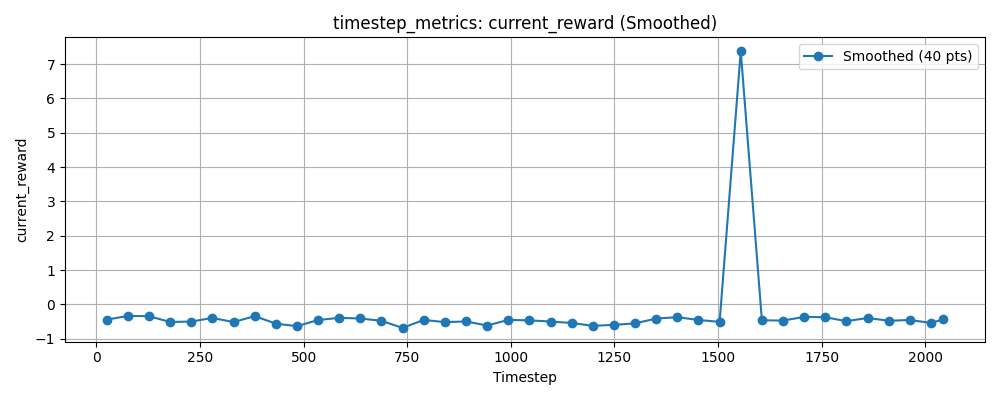 timestep_metrics: current_reward (Smoothed)
Smoothed (40 pts)
current_reward
7
6
5
4
3
2
1
0
−1
0 250 500 750 1000 1250 1500 1750 2000
Timestep